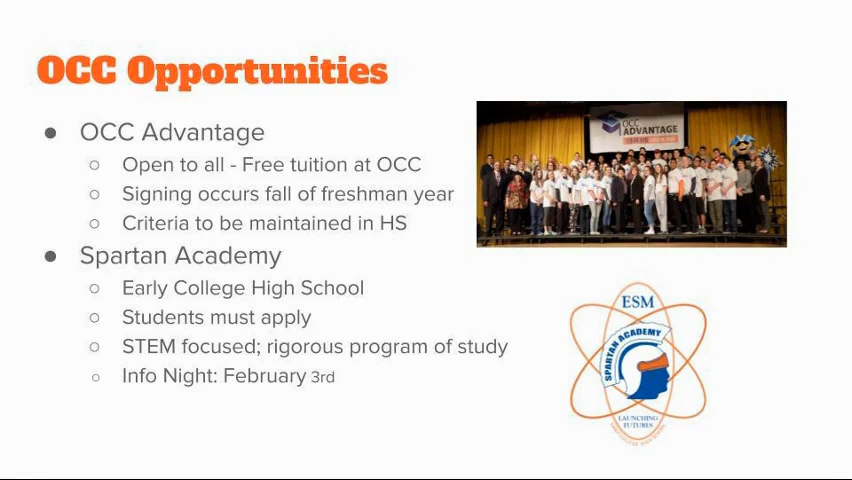 OCC Opportunities
● OCC Advantage
○ Open to all - Free tuition at OCC
○ Signing occurs fall of freshman year
○ Criteria to be maintained in HS
● Spartan Academy
○ Early College High School
○ Students must apply
○ STEM focused; rigorous program of study
○ Info Night: February 3rd
OCC
ADVANTAGE
ESM
SPARTAN ACADEMY
LAUNCHING
FUTURES